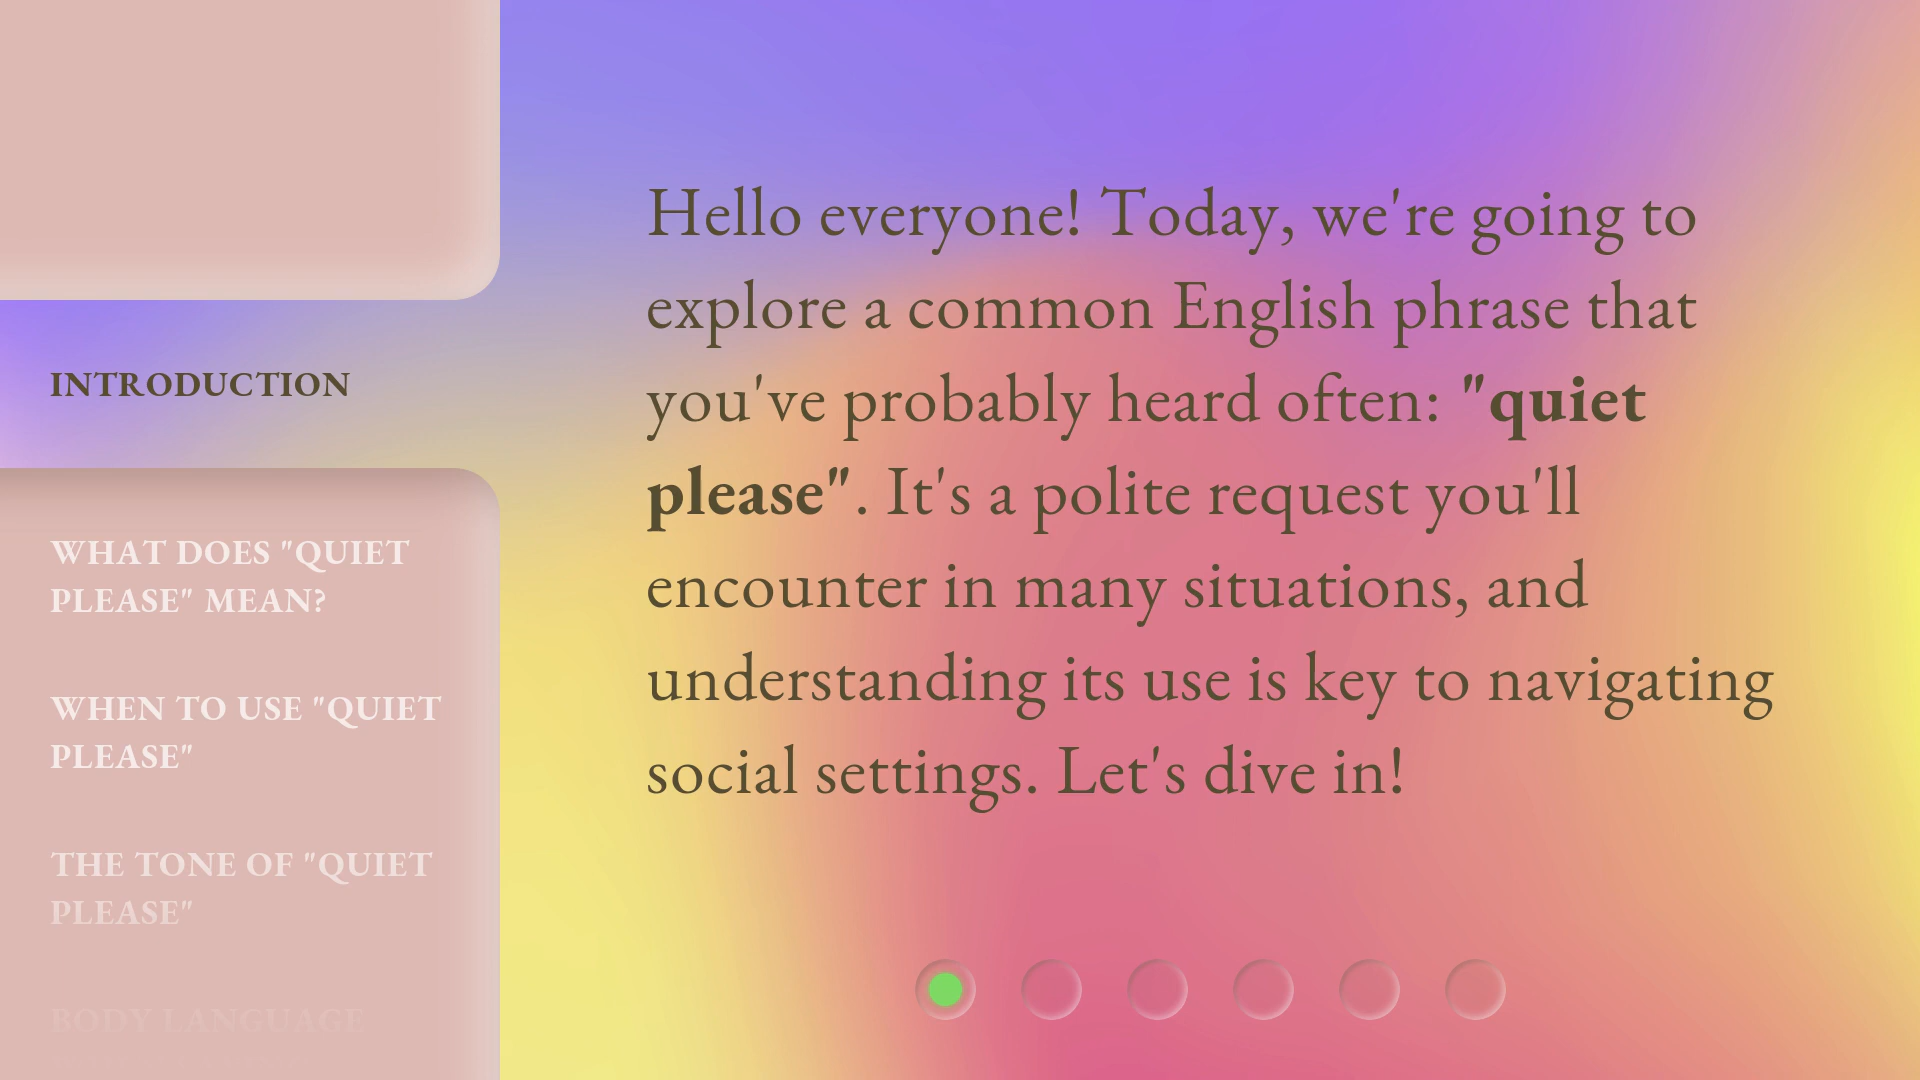 INTRODUCTION
WHAT DOES "QUIET
PLEASE" MEAN?
WHEN TO USE "QUIET
PLEASE"
THE TONE OF "QUIET
PLEASE"
BODY LANGUAGE
Hello everyone! Today, we're going to
explore a common English phrase that
you've probably heard often: "quiet
please". It's a polite request you'll
encounter in many situations, and
understanding its use is key to navigating
social settings. Let's dive in!